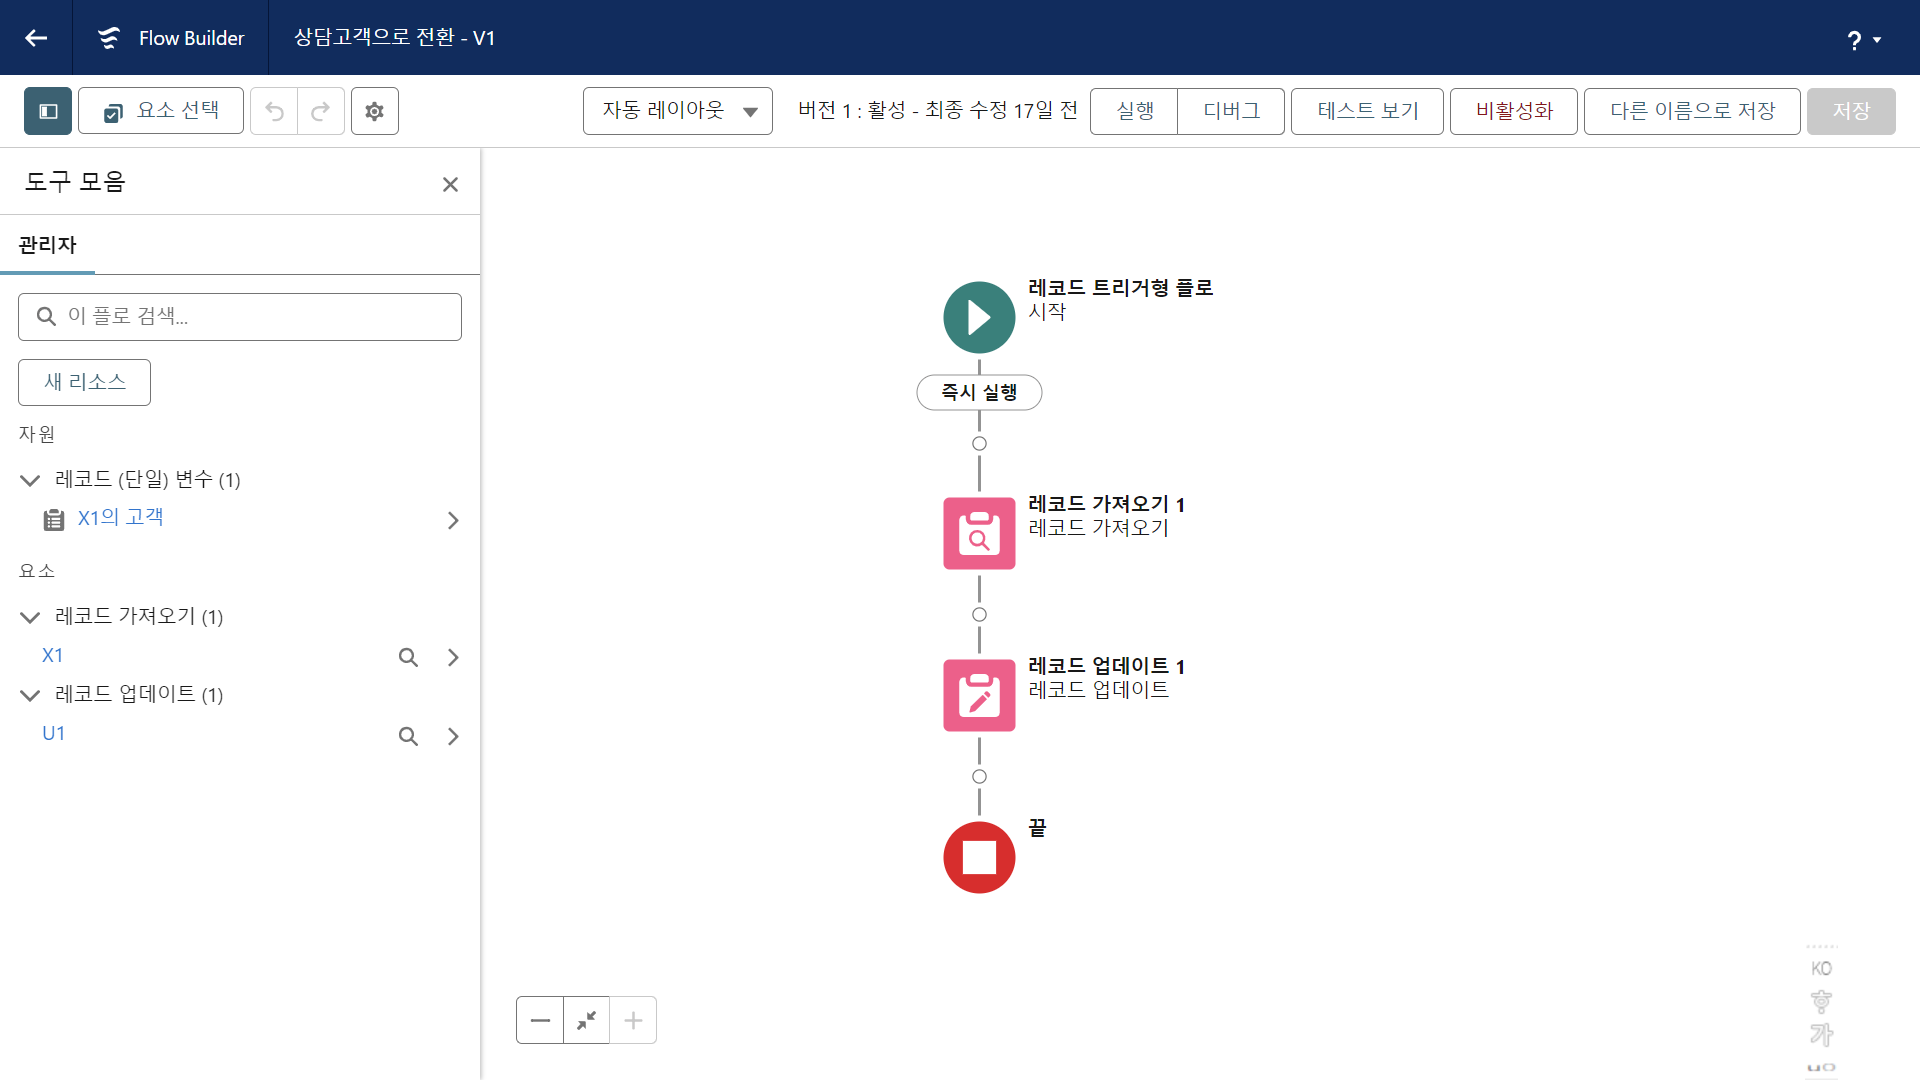 Flow Builder
상담고객으로 전환 - V1
?
요소 선택
자동 레이아웃
버전 1 : 활성 - 최종 수정 17일 전
실행
디버그
테스트 보기
비활성화
다른 이름으로 저장
저장
도구 모음
관리자
이 플로 검색...
새 리소스
자원
레코드 (단일) 변수 (1)
X1의 고객
요소
레코드 가져오기 (1)
X1
레코드 업데이트 (1)
U1
레코드 트리거형 플로
시작
즉시 실행
레코드 가져오기 1
레코드 가져오기
레코드 업데이트 1
레코드 업데이트
끝
KO
가